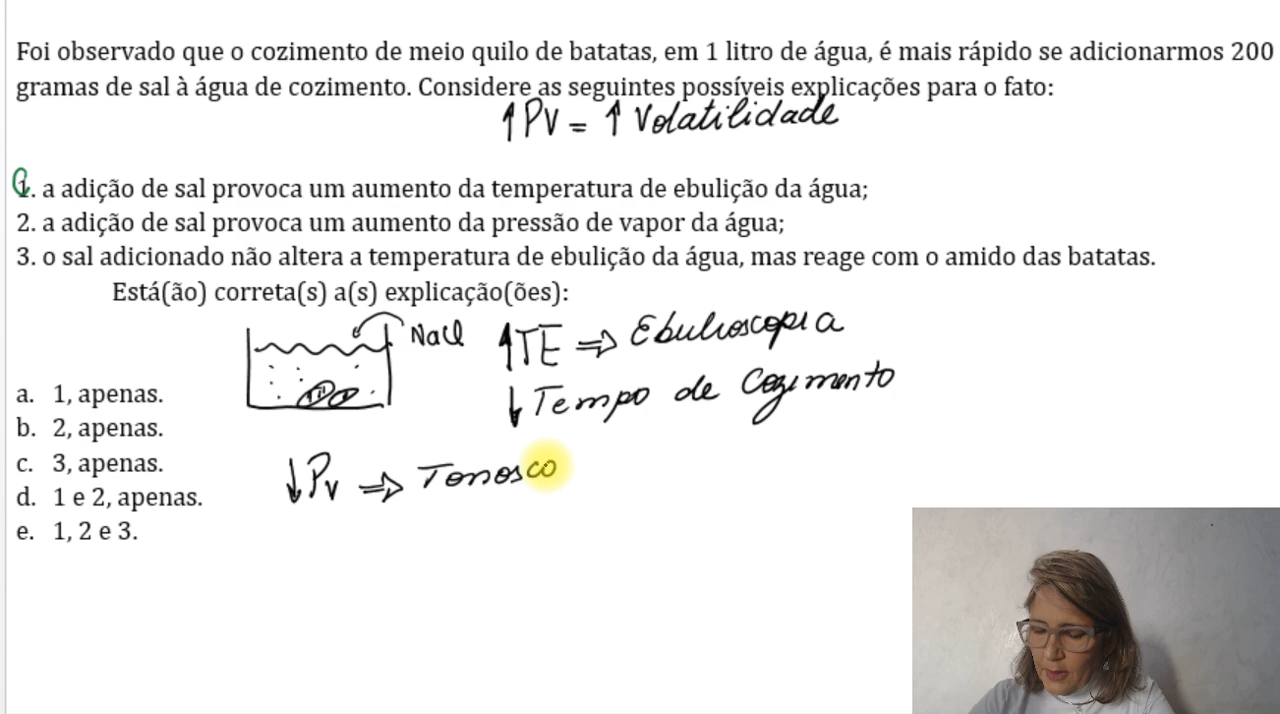 Foi observado que o cozimento de meio quilo de batatas, em 1 litro de água, é mais rápido se adicionarmos 200
gramas de sal à água de cozimento. Considere as seguintes possíveis explicações para o fato:
↑PV = ↑ Volatilidade
1. a adição de sal provoca um aumento da temperatura de ebulição da água;
2. a adição de sal provoca um aumento da pressão de vapor da água;
3. o sal adicionado não altera a temperatura de ebulição da água, mas reage com o amido das batatas.
Está(ão) correta(s) a(s) explicação(ões):
NaCl
↑TE ⇒ Ebulioscopia
↓ Tempo de Cozimento
a. 1, apenas.
b. 2, apenas.
c. 3, apenas.
d. 1 e 2, apenas.
e. 1, 2 e 3.
↓Pv ⇒ Tonosco